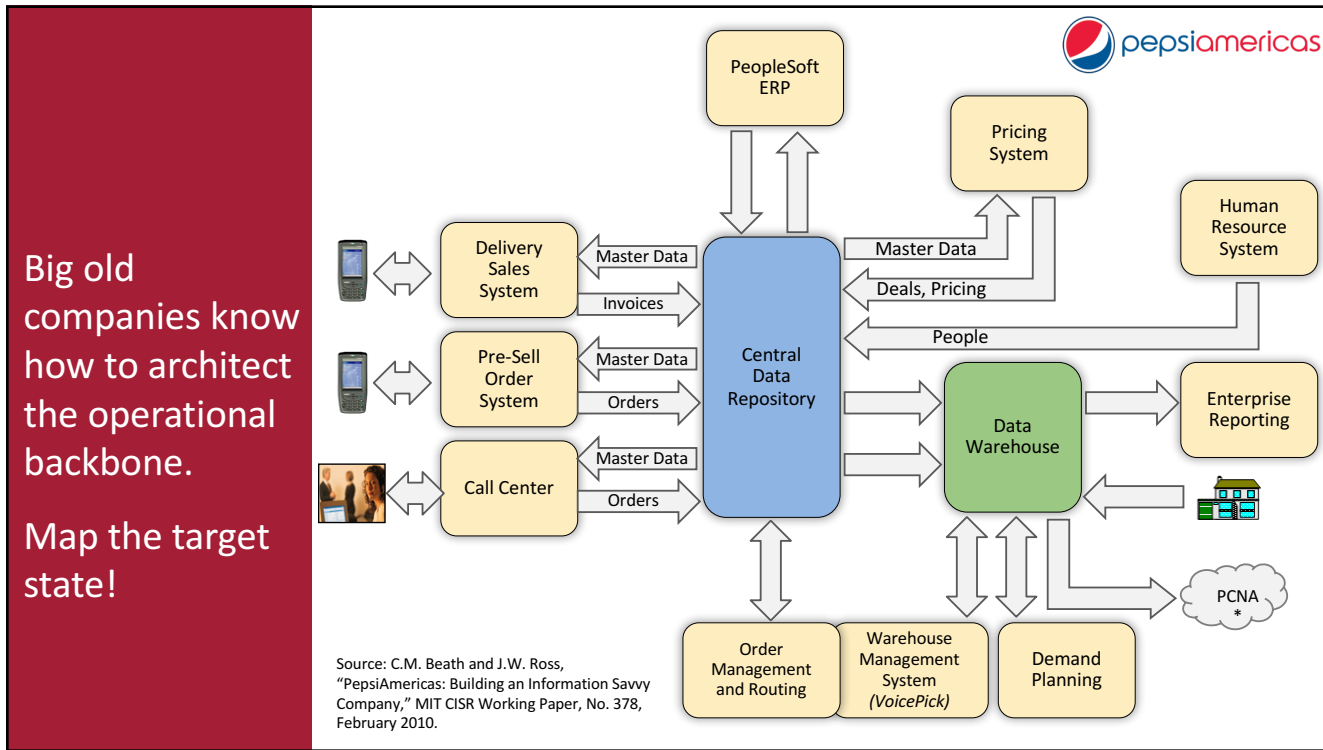 Big old
companies know
how to architect
the operational
backbone.
Map the target
state!
pepsiamericas
PeopleSoft
ERP
Pricing
System
Human
Resource
System
Delivery
Sales
System
Master Data
Invoices
Master Data
Deals, Pricing
People
Pre-Sell
Order
System
Master Data
Orders
Central
Data
Repository
Data
Warehouse
Enterprise
Reporting
Call Center
Master Data
Orders
PCNA
*
Order
Management
and Routing
Warehouse
Management
System
(VoicePick)
Demand
Planning
Source: C.M. Beath and J.W. Ross,
“PepsiAmericas: Building an Information Savvy
Company,” MIT CISR Working Paper, No. 378,
February 2010.